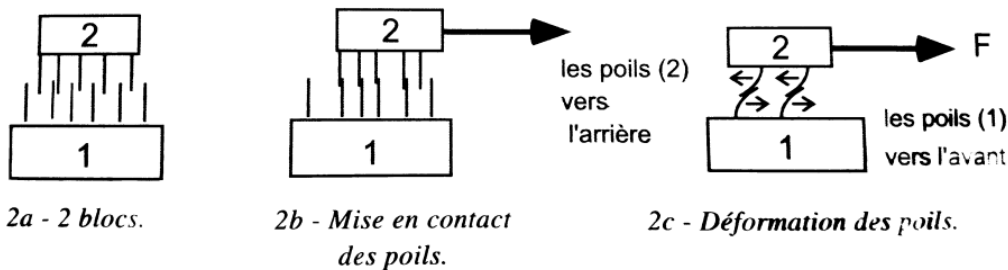 2
1
2a - 2 blocs.
2
1
2b - Mise en contact
des poils.
les poils (2)
vers
l'arrière
2
F
1
les poils (1)
vers l'avant
2c - Déformation des poils.